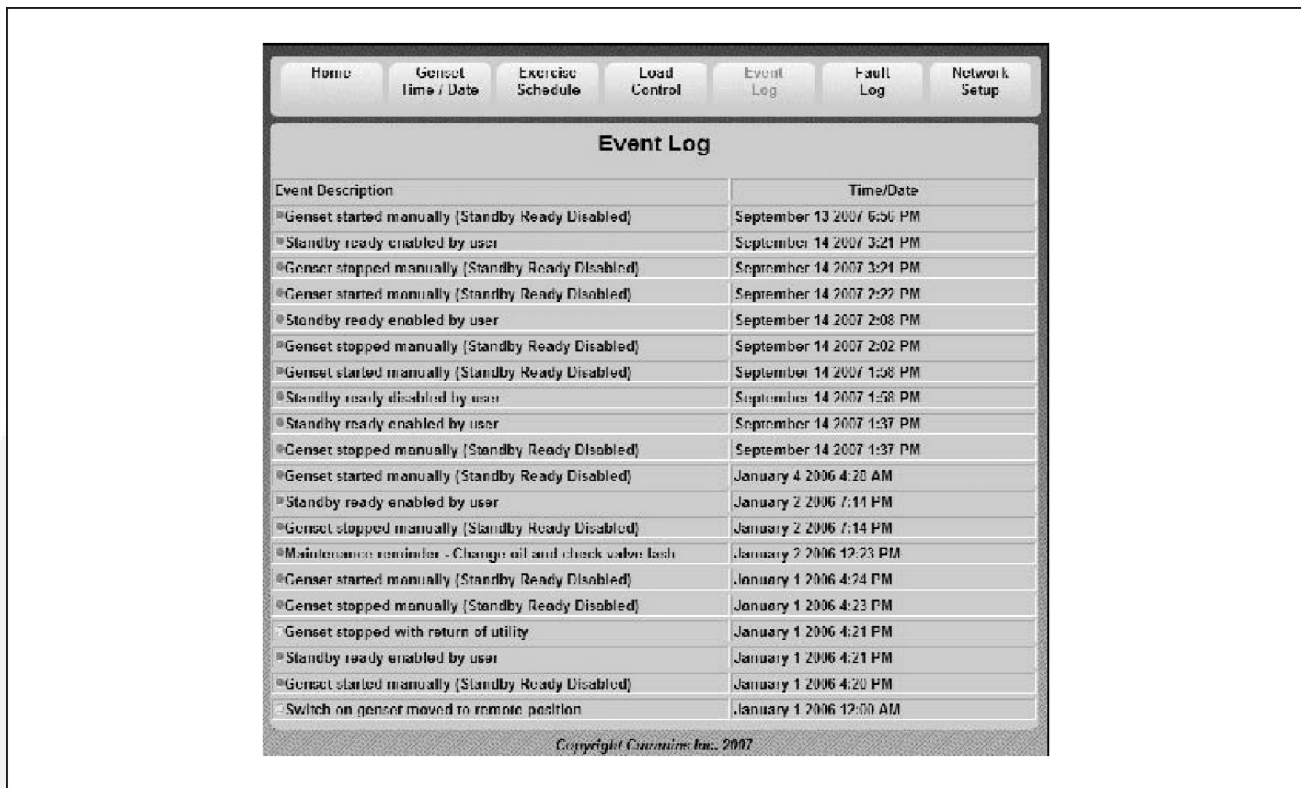 Home
Genset
Time / Date
Exercise
Schedule
Load
Control
Event
Log
Fault
Log
Network
Setup
Event Log
Event Description Time/Date
Genset started manually (Standby Ready Disabled) September 13 2007 6:56 PM
Standby ready enabled by user September 14 2007 3:21 PM
Genset stopped manually (Standby Ready Disabled) September 14 2007 3:21 PM
Genset started manually (Standby Ready Disabled) September 14 2007 2:22 PM
Standby ready enabled by user September 14 2007 2:08 PM
Genset stopped manually (Standby Ready Disabled) September 14 2007 2:02 PM
Genset started manually (Standby Ready Disabled) September 14 2007 1:58 PM
Standby ready disabled by user September 14 2007 1:58 PM
Standby ready enabled by user September 14 2007 1:37 PM
Genset stopped manually (Standby Ready Disabled) September 14 2007 1:37 PM
Genset started manually (Standby Ready Disabled) January 4 2006 4:28 AM
Standby ready enabled by user January 2 2006 7:14 PM
Genset stopped manually (Standby Ready Disabled) January 2 2006 7:14 PM
Maintenance reminder - Change oil and check valve lash January 2 2006 12:23 PM
Genset started manually (Standby Ready Disabled) January 1 2006 4:24 PM
Genset stopped manually (Standby Ready Disabled) January 1 2006 4:23 PM
Genset stopped with return of utility January 1 2006 4:21 PM
Standby ready enabled by user January 1 2006 4:21 PM
Genset started manually (Standby Ready Disabled) January 1 2006 4:20 PM
Switch on genset moved to remote position January 1 2006 12:00 AM
Copyright Cummins Inc. 2007